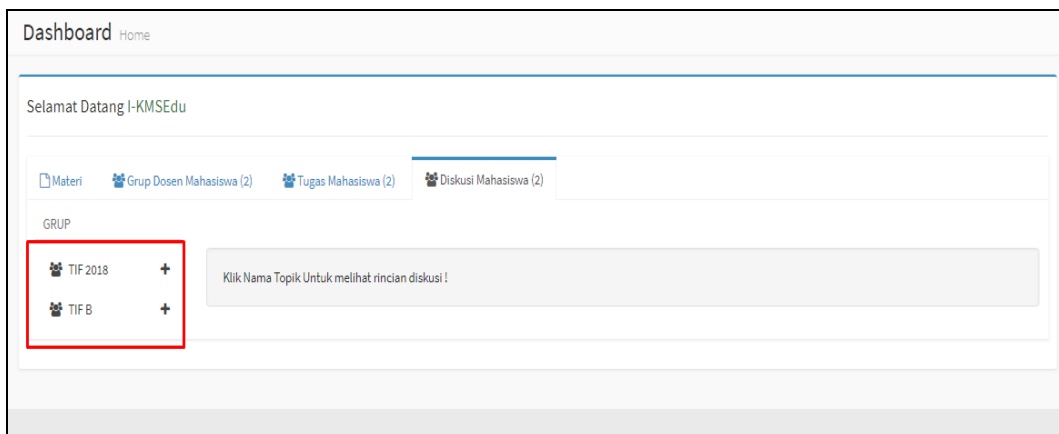 Dashboard Home
Selamat Datang I-KMSEdu
Materi Grup Dosen Mahasiswa (2) Tugas Mahasiswa (2) Diskusi Mahasiswa (2)
GRUP
TIF 2018 +
Klik Nama Topik Untuk melihat rincian diskusi !
TIF B +